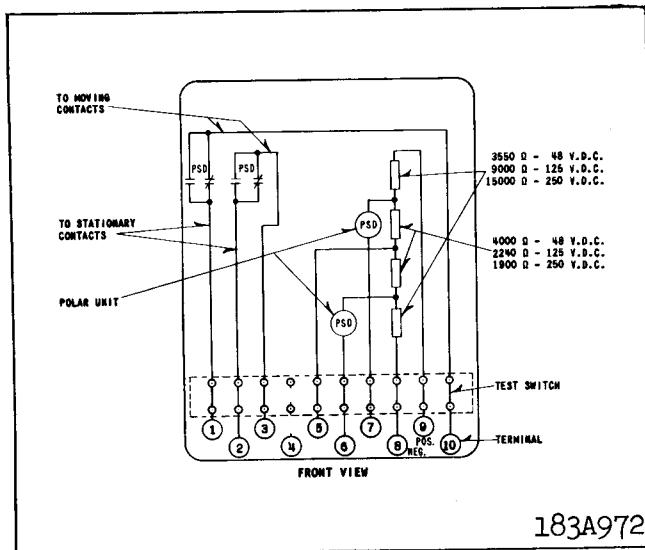 TO MOVING
CONTACTS
PSD
PSD
3550 Ω - 48 V.D.C.
9000 Ω - 125 V.D.C.
15000 Ω - 250 V.D.C.
TO STATIONARY
CONTACTS
PSD
4000 Ω - 48 V.D.C.
2240 Ω - 125 V.D.C.
1900 Ω - 250 V.D.C.
POLAR UNIT
PSD
TEST SWITCH
1
2
3
4
5
6
7
8
9
10
NEG.
POS.
TERMINAL
FRONT VIEW
183A972